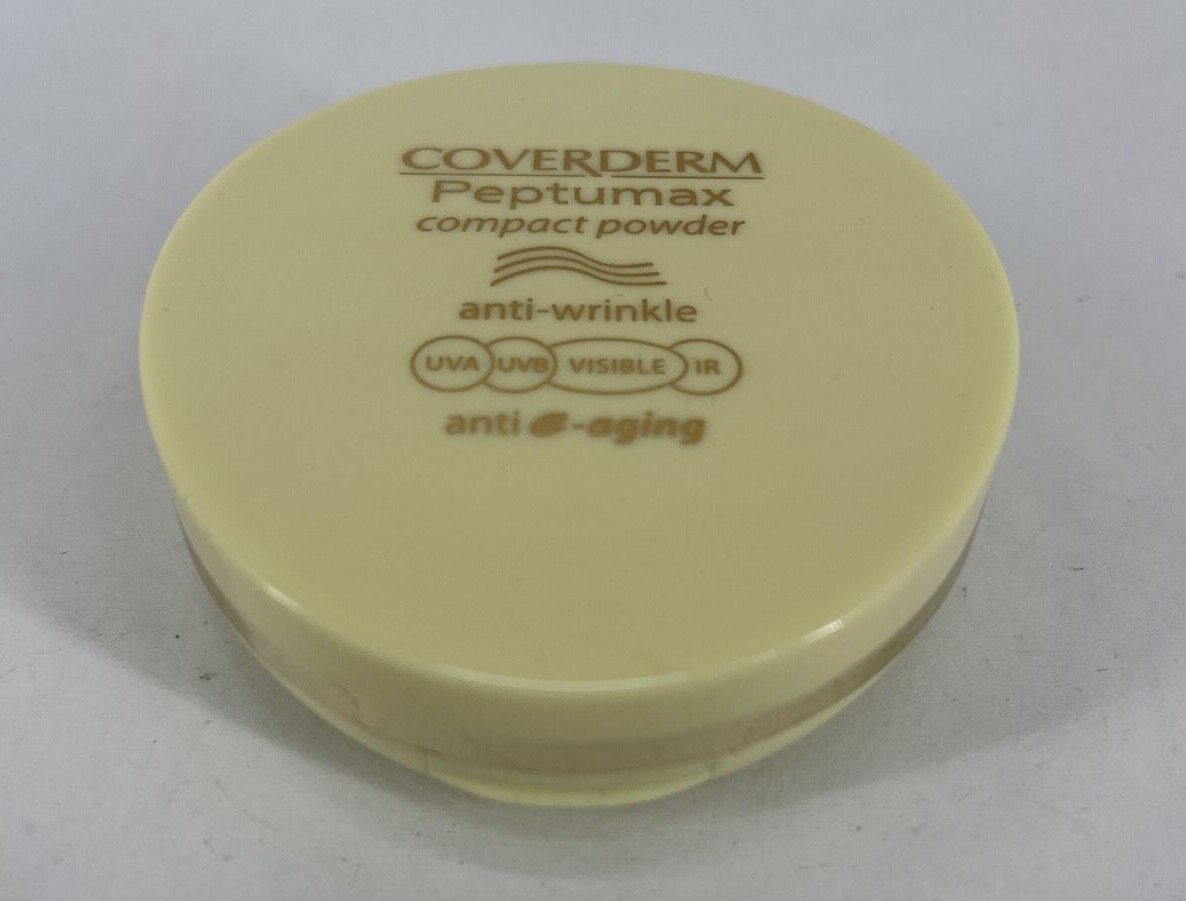 COVERDERM
Peptumax
compact powder
anti-wrinkle
UVA UVB VISIBLE IR
anti e-aging